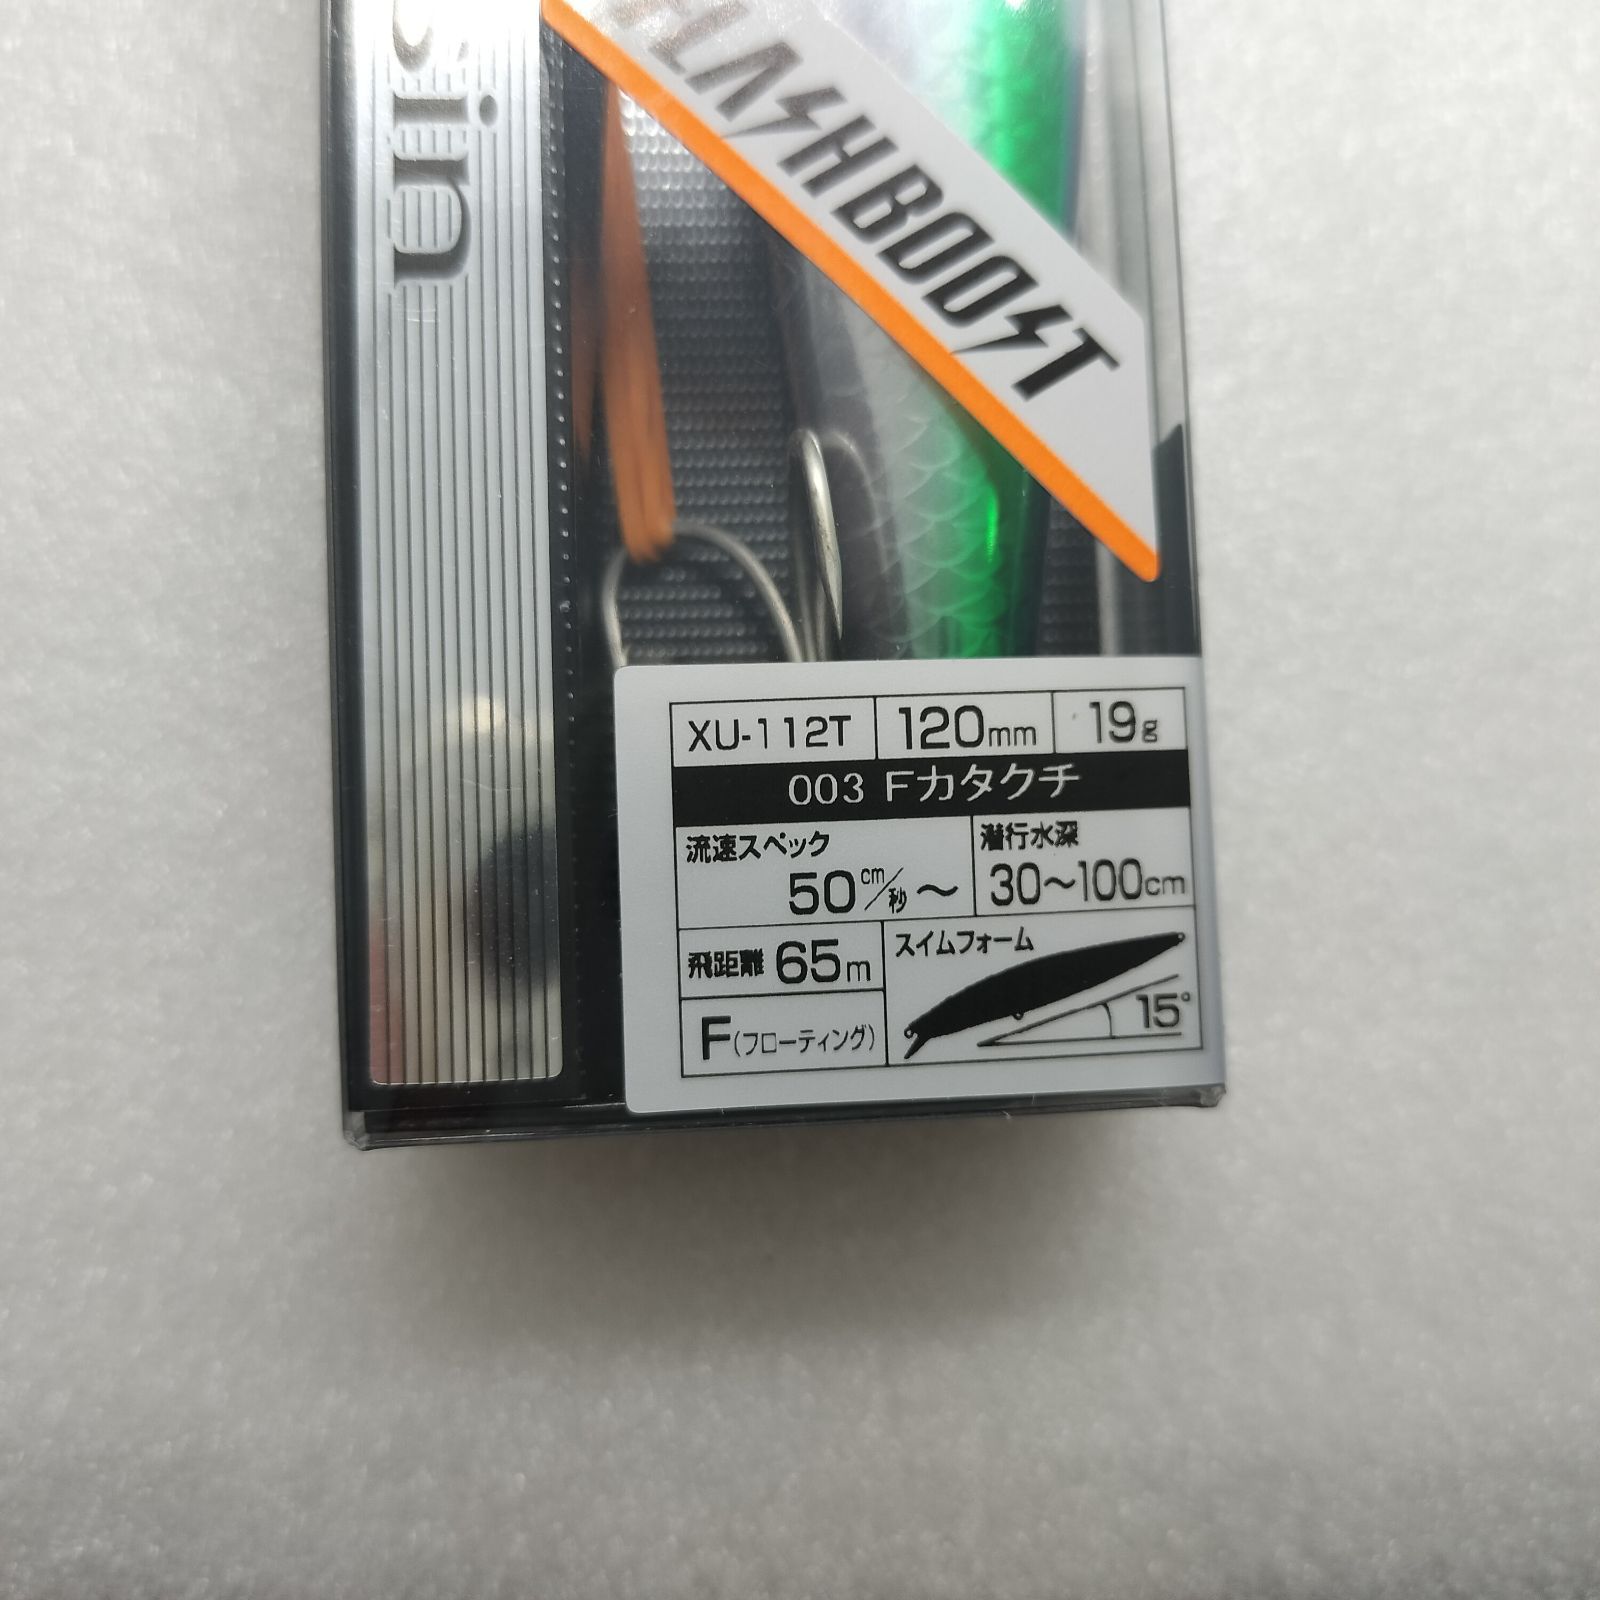 sin
FLASHBOOST
XU-112T 120mm 19g
003 Fカタクチ
流速スペック 潜行水深
50cm/秒〜 30〜100cm
飛距離 65m スイムフォーム
F(フローティング) 15°